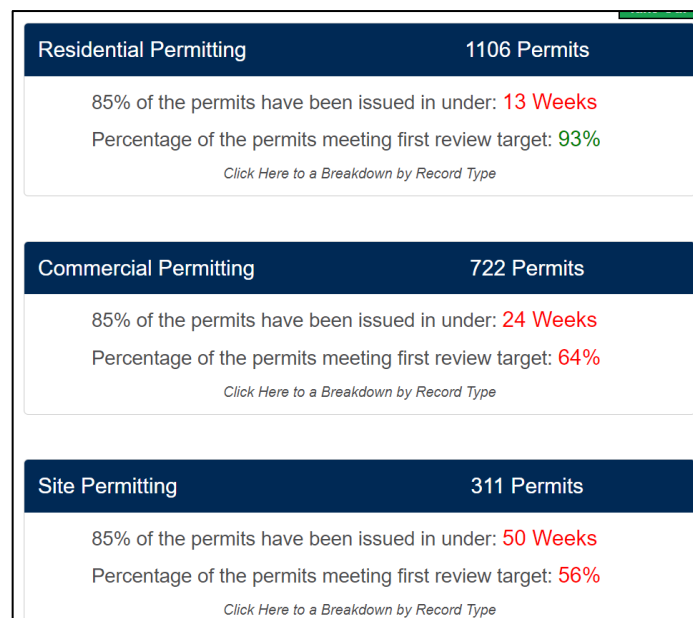 Residential Permitting 1106 Permits
85% of the permits have been issued in under: 13 Weeks
Percentage of the permits meeting first review target: 93%
Click Here to a Breakdown by Record Type
Commercial Permitting 722 Permits
85% of the permits have been issued in under: 24 Weeks
Percentage of the permits meeting first review target: 64%
Click Here to a Breakdown by Record Type
Site Permitting 311 Permits
85% of the permits have been issued in under: 50 Weeks
Percentage of the permits meeting first review target: 56%
Click Here to a Breakdown by Record Type